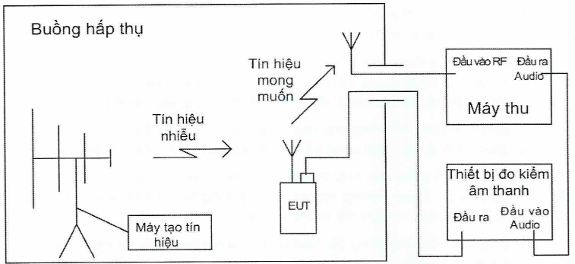 Buồng hấp thụ
Tín hiệu
mong
muốn
Đầu vào RF
Đầu ra
Audio
Máy thu
Tín hiệu
nhiễu
EUT
Máy tạo tín
hiệu
Thiết bị đo kiểm
âm thanh
Đầu ra
Đầu vào
Audio